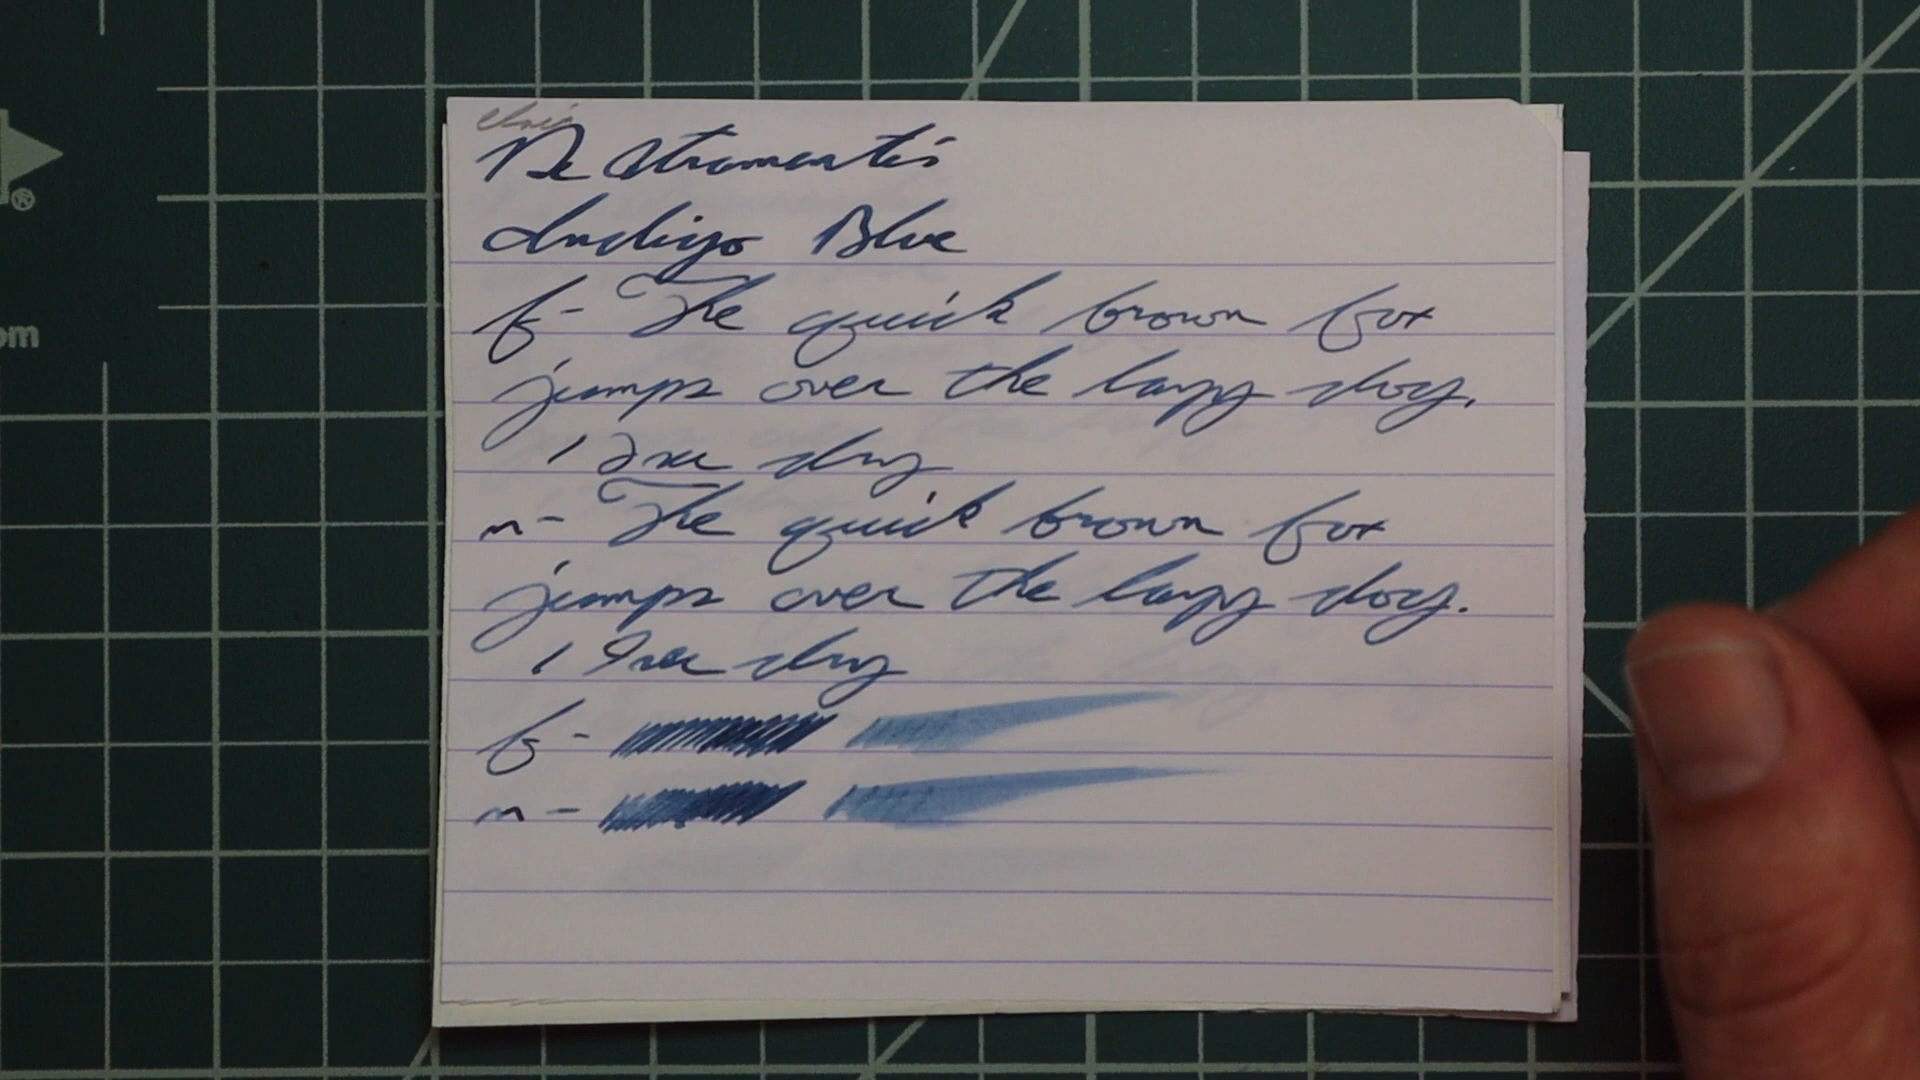 De Atramentis
Indigo Blue
f- The quick brown fox
jumps over the lazy dog.
1 sec dry
m- The quick brown fox
jumps over the lazy dog.
1 sec dry
f-
m-
®
om